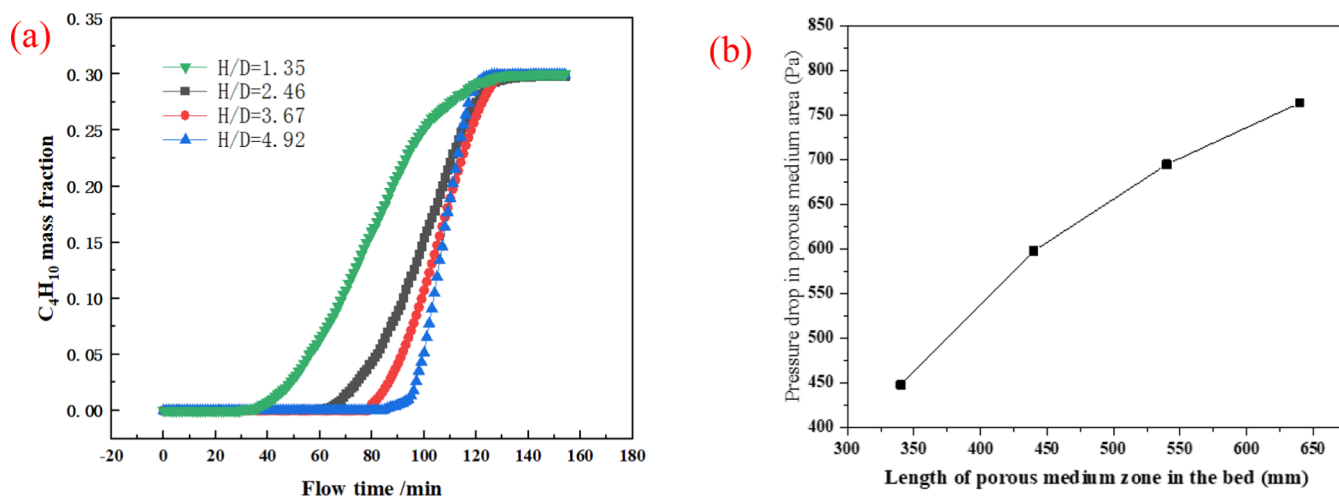 (a)
C₄H₁₀ mass fraction
0. 35
0. 30
0. 25
0. 20
0. 15
0. 10
0. 05
0. 00
H/D=1.35
H/D=2.46
H/D=3.67
H/D=4.92
-20 0 20 40 60 80 100 120 140 160 180
Flow time /min
(b)
Pressure drop in porous medium area (Pa)
850
800
750
700
650
600
550
500
450
400
300 350 400 450 500 550 600 650
Length of porous medium zone in the bed (mm)